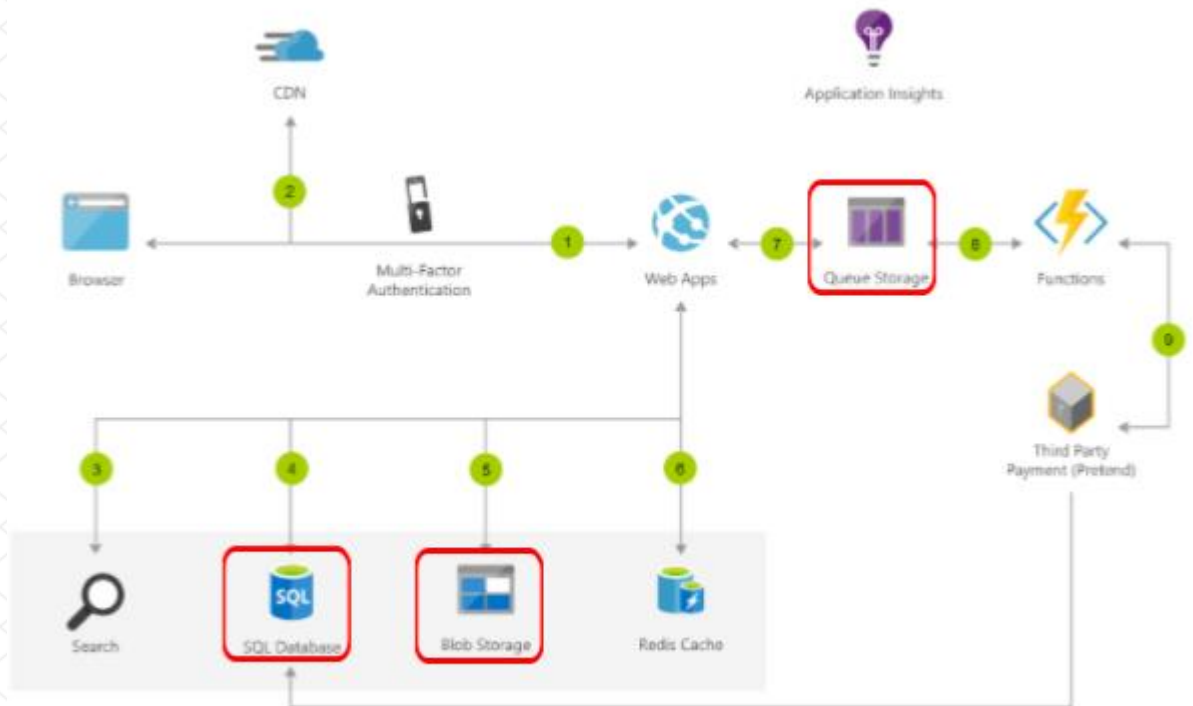 CDN
Application Insights
2
Browser
Multi-Factor
Authentication
1
Web Apps
7
Queue Storage
8
Functions
9
Third Party
Payment (Pretend)
3
4
5
6
Search
SQL
SQL Database
Blob Storage
Redis Cache